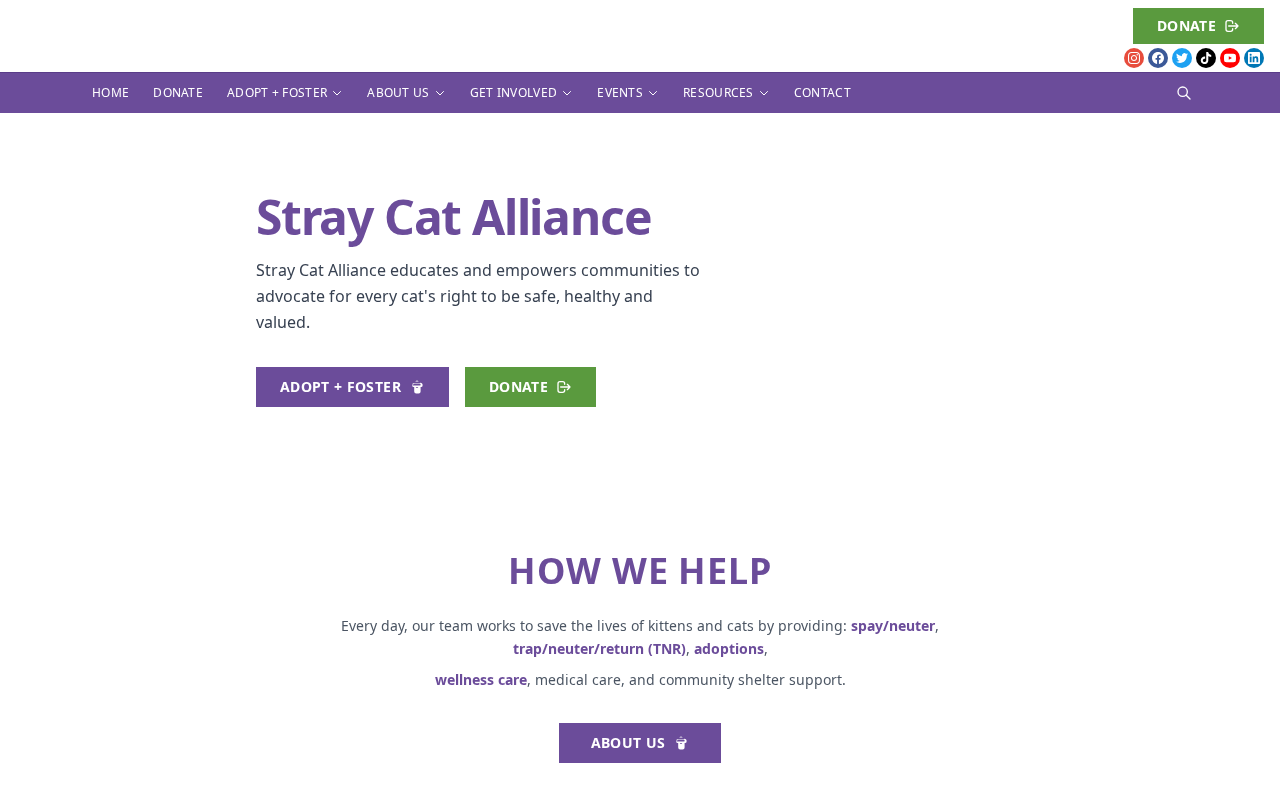 DONATE
HOME DONATE ADOPT + FOSTER ABOUT US GET INVOLVED EVENTS RESOURCES CONTACT
Stray Cat Alliance
Stray Cat Alliance educates and empowers communities to
advocate for every cat's right to be safe, healthy and
valued.
ADOPT + FOSTER DONATE
HOW WE HELP
Every day, our team works to save the lives of kittens and cats by providing: spay/neuter,
trap/neuter/return (TNR), adoptions,
wellness care, medical care, and community shelter support.
ABOUT US